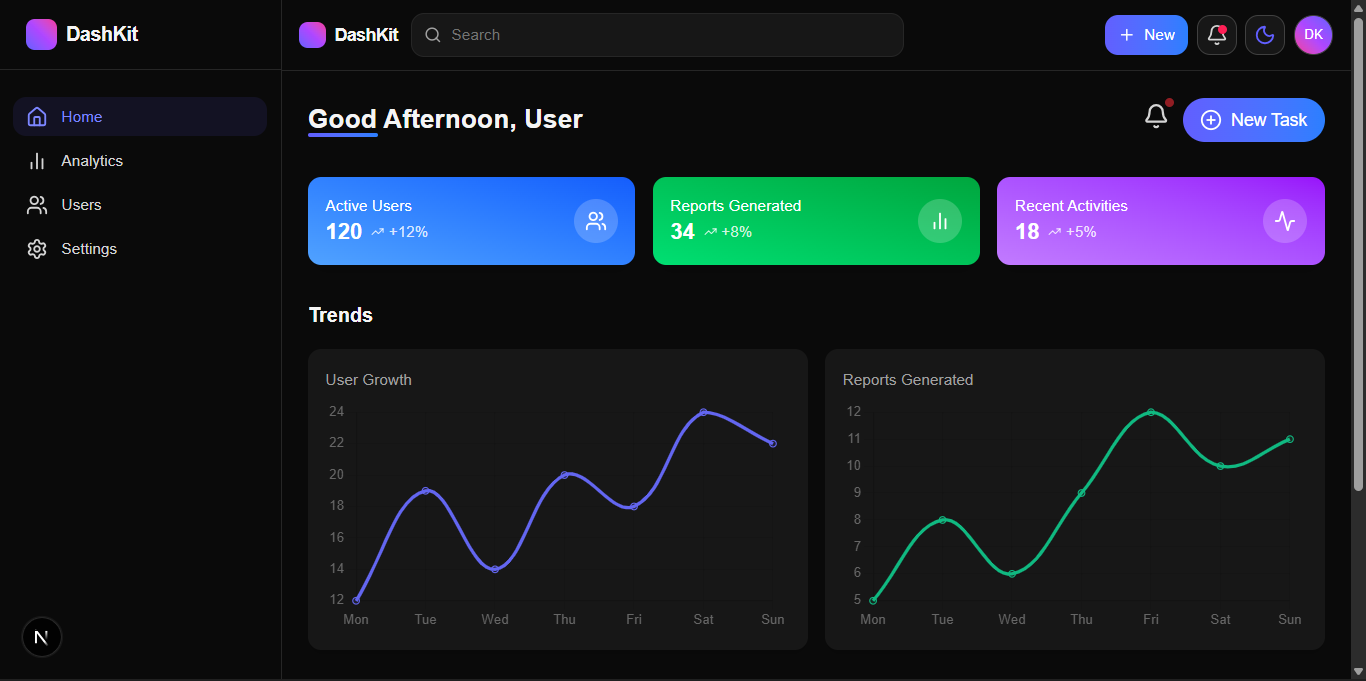 DashKit
Home
Analytics
Users
Settings
N
DashKit
Search
New
DK
Good Afternoon, User
New Task
Active Users
120 +12%
Reports Generated
34 +8%
Recent Activities
18 +5%
Trends
User Growth
24
22
20
18
16
14
12
Mon Tue Wed Thu Fri Sat Sun
Reports Generated
12
11
10
9
8
7
6
5
Mon Tue Wed Thu Fri Sat Sun